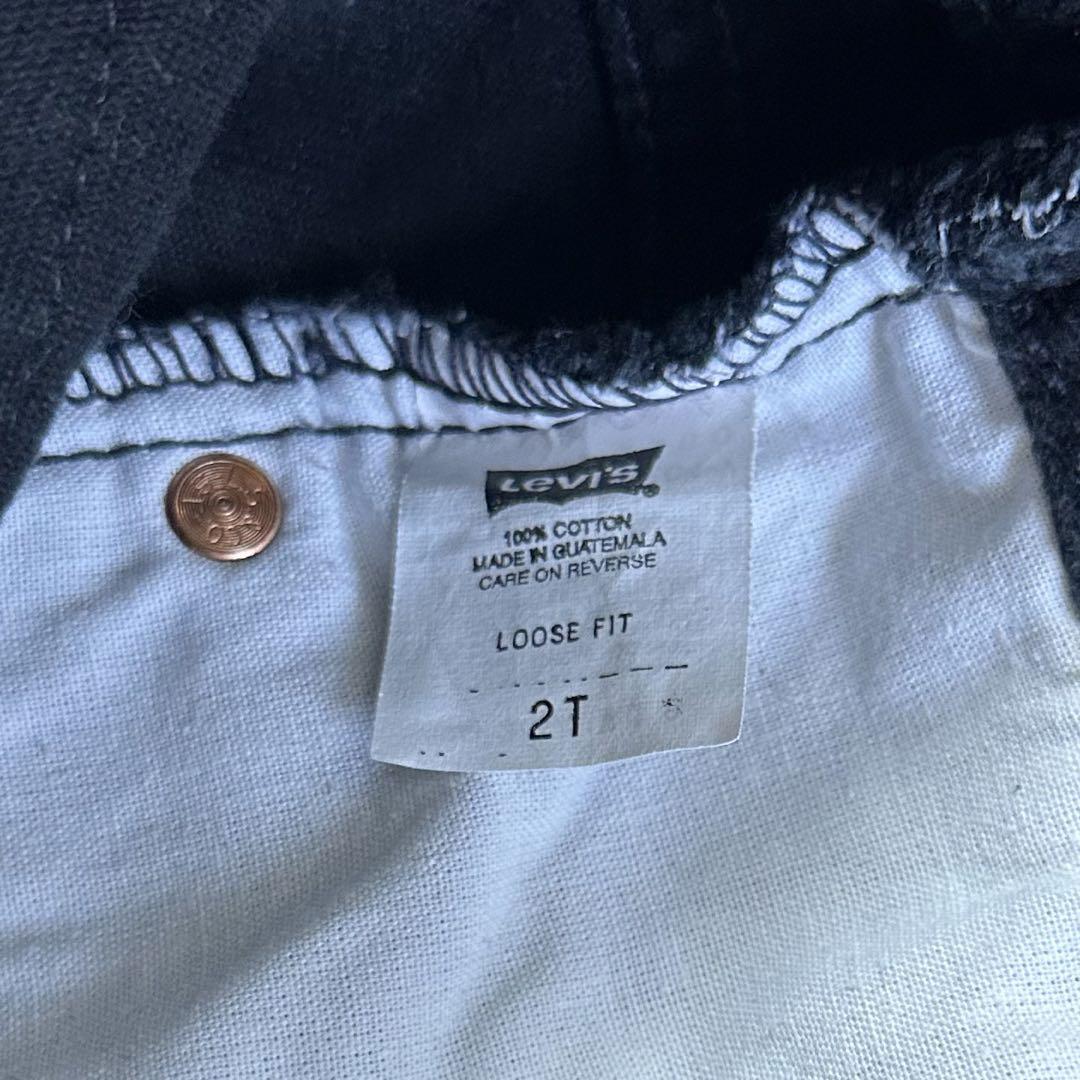 Levi's®
100% COTTON
MADE IN GUATEMALA
CARE ON REVERSE
LOOSE FIT
2T